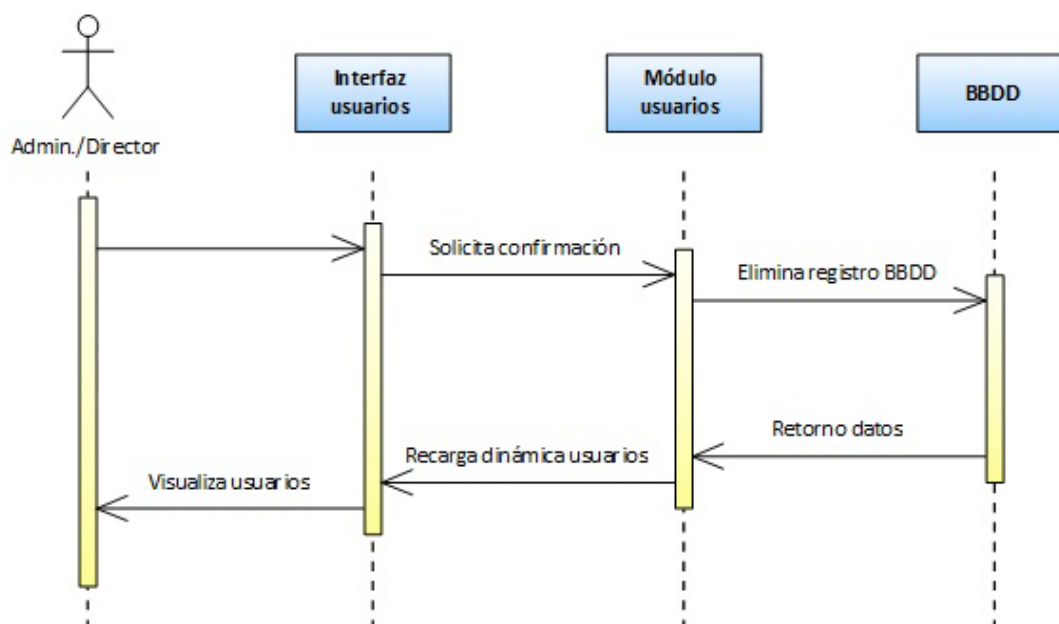 Interfaz
usuarios
Módulo
usuarios
BBDD
Admin./Director
Solicita confirmación
Elimina registro BBDD
Retorno datos
Recarga dinámica usuarios
Visualiza usuarios